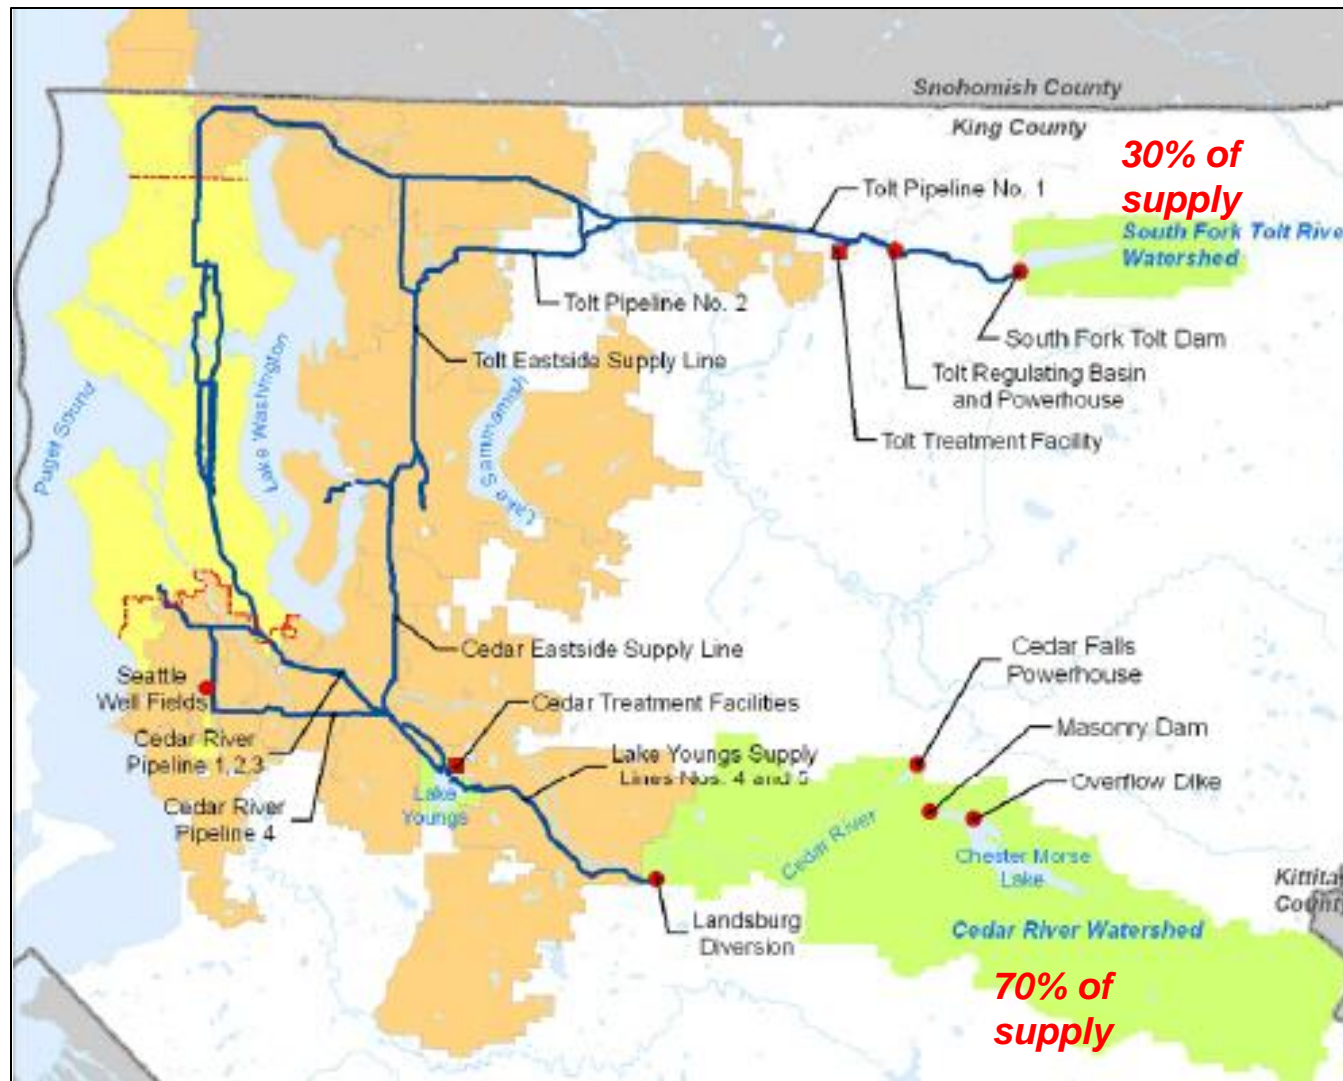 Snohomish County
King County
30% of
supply
Tolt Pipeline No. 1
South Fork Tolt River
Watershed
Tolt Pipeline No. 2
South Fork Tolt Dam
Tolt Eastside Supply Line
Tolt Regulating Basin
and Powerhouse
Tolt Treatment Facility
Puget Sound
Lake Washington
Lake Sammamish
Lake
Cedar Eastside Supply Line
Cedar Falls
Powerhouse
Seattle
Well Fields
Cedar Treatment Facilities
Masonry Dam
Cedar River
Pipeline 1,2,3
Lake Youngs Supply
Lines Nos. 4 and 5
Overflow Dike
Cedar River
Pipeline 4
Lake
Youngs
Cedar River
Chester Morse
Lake
Kittita
County
Landsburg
Diversion
Cedar River Watershed
70% of
supply